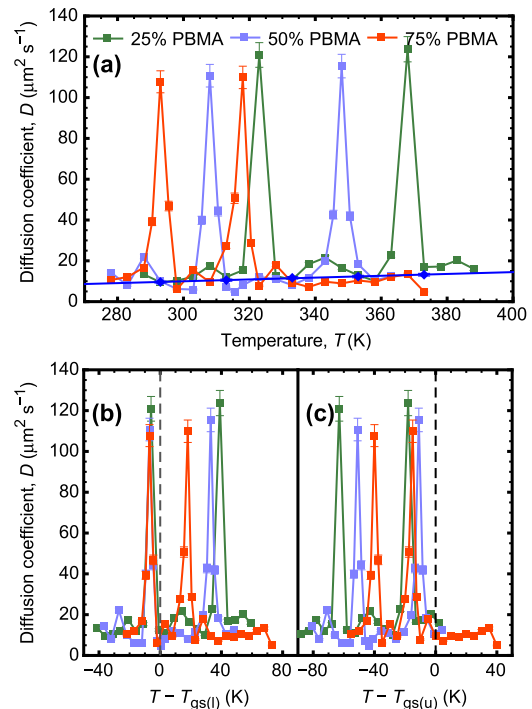 140
120
100
80
60
40
20
0
Diffusion coefficient, D (μm² s⁻¹)
25% PBMA 50% PBMA 75% PBMA
(a)
280 300 320 340 360 380 400
Temperature, T (K)
140
120
100
80
60
40
20
0
Diffusion coefficient, D (μm² s⁻¹)
(b) (c)
−40 0 40 80 −80 −40 0 40
T − Tgs(l) (K) T − Tgs(u) (K)